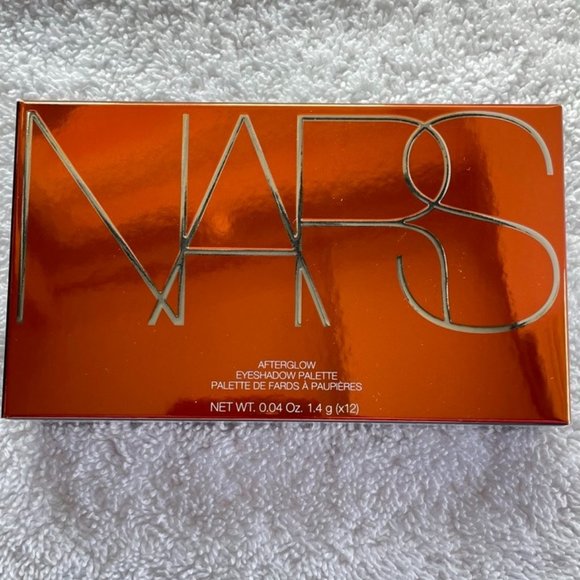 NARS
AFTERGLOW
EYESHADOW PALETTE
PALETTE DE FARDS À PAUPIÈRES
NET WT. 0.04 Oz. 1.4 g (x12)